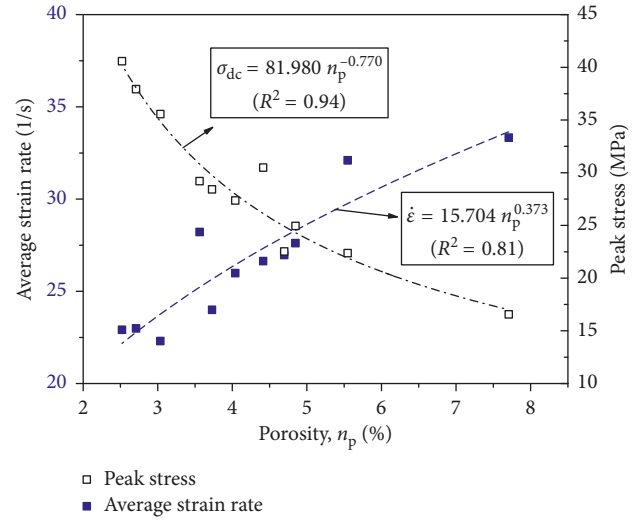 Average strain rate (1/s)
40
35
30
25
20
45
40
35
30
25
20
15
10
Peak stress (MPa)
σdc = 81.980 np^−0.770
(R² = 0.94)
ε̇ = 15.704 np^0.373
(R² = 0.81)
2 3 4 5 6 7 8
Porosity, np (%)
Peak stress
Average strain rate